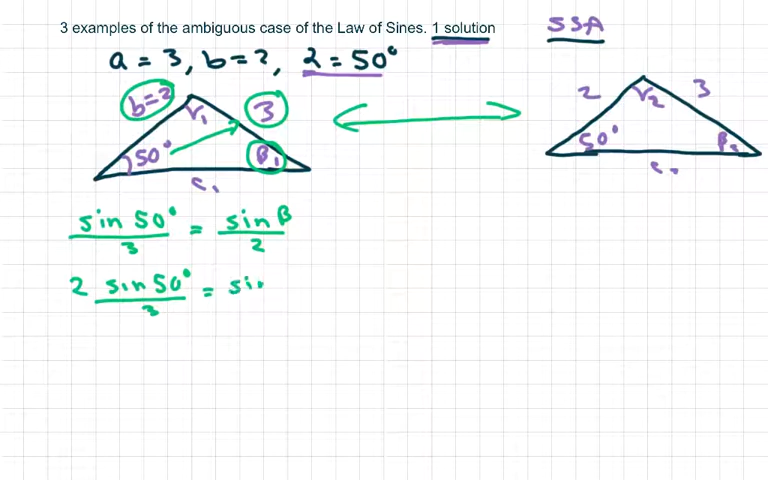 3 examples of the ambiguous case of the Law of Sines. 1 solution
SSA
a = 3, b = 2, 2 = 50°
b=2
γ₁
3
50°
β₁
c₁
2
γ₂
3
50°
β₂
c₂
sin 50° / 3 = sin β / 2
2 sin 50° / 3 = sin